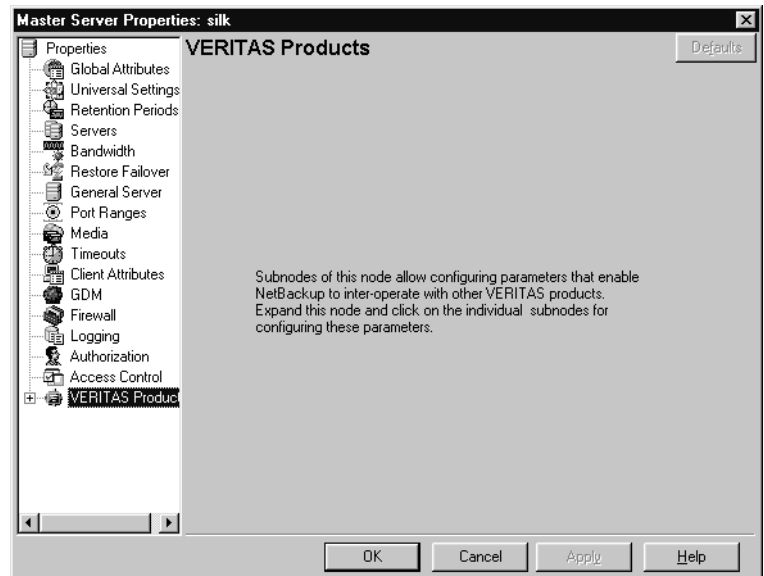 Master Server Properties: silk
Properties
Global Attributes
Universal Settings
Retention Periods
Servers
Bandwidth
Restore Failover
General Server
Port Ranges
Media
Timeouts
Client Attributes
GDM
Firewall
Logging
Authorization
Access Control
VERITAS Product
VERITAS Products
Defaults
Subnodes of this node allow configuring parameters that enable
NetBackup to inter-operate with other VERITAS products.
Expand this node and click on the individual subnodes for
configuring these parameters.
OK
Cancel
Apply
Help